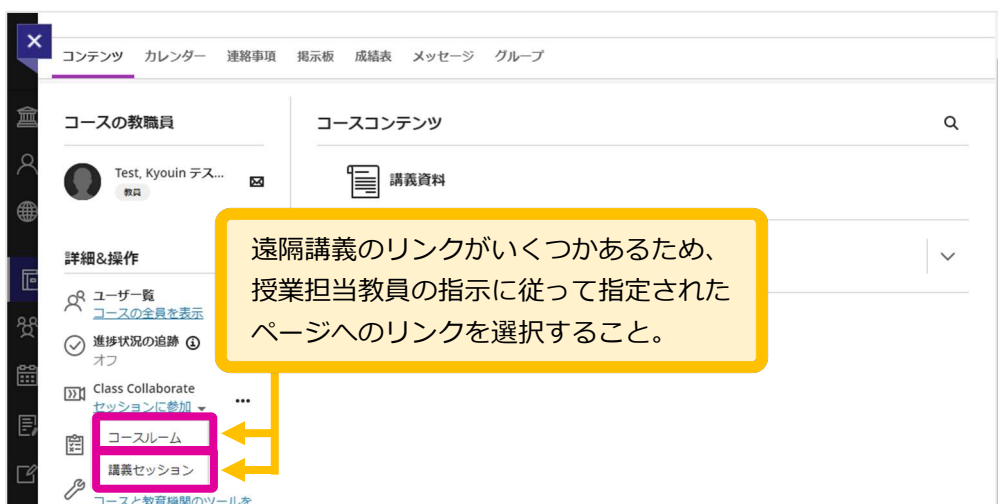 コンテンツ カレンダー 連絡事項 掲示板 成績表 メッセージ グループ
コースの教職員
Test, Kyouin テス...
教員
詳細&操作
ユーザ一覧
コースの全員を表示
進捗状況の追跡
オフ
Class Collaborate
セッションに参加
コースルーム
講義セッション
コースと教育機関のツールを
コースコンテンツ
講義資料
遠隔講義のリンクがいくつかあるため、
授業担当教員の指示に従って指定された
ページへのリンクを選択すること。